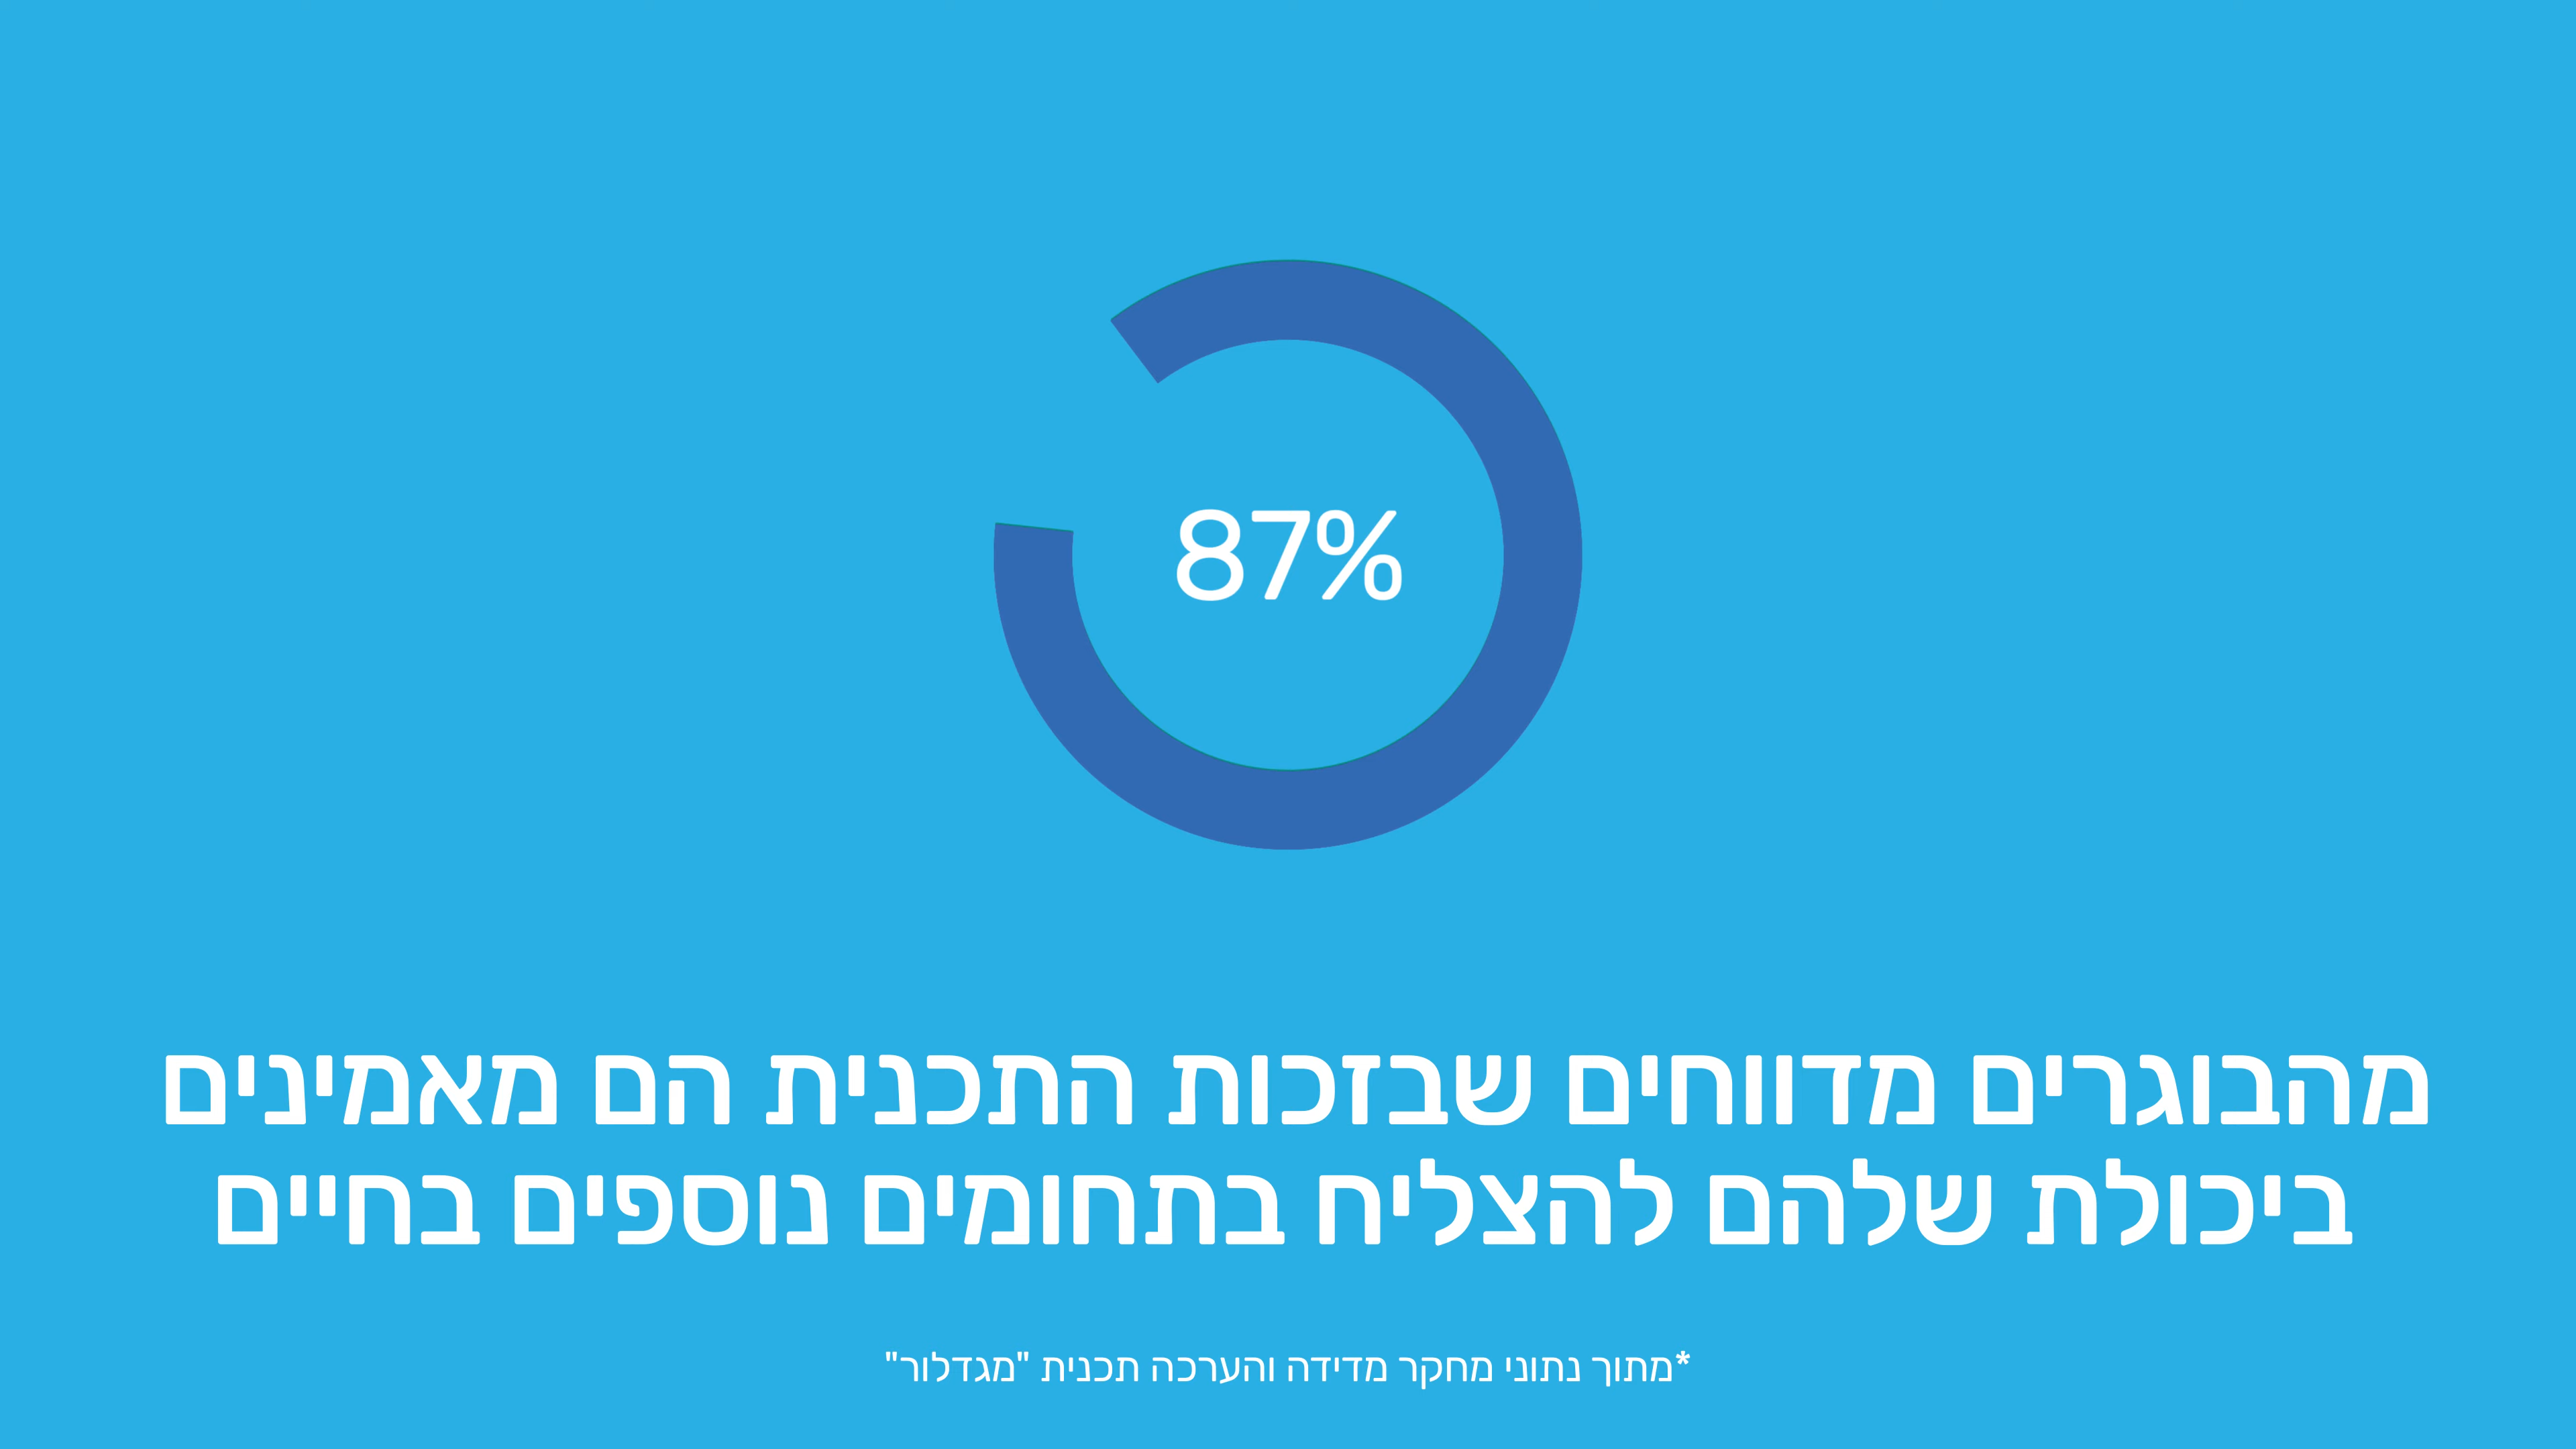 87%
מהבוגרים מדווחים שבזכות התכנית הם מאמינים
ביכולת שלהם להצליח בתחומים נוספים בחיים
*מתוך נתוני מחקר מדידה והערכה תכנית "מגדלור"